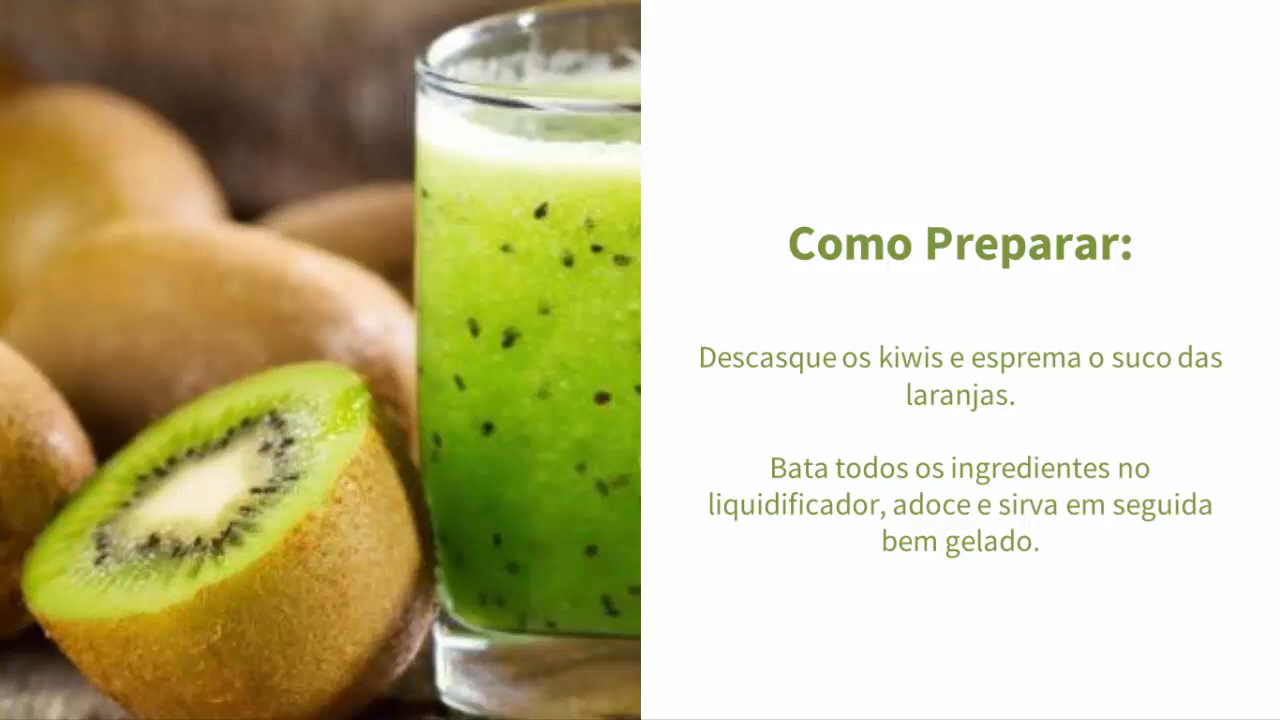 Como Preparar:
Descasque os kiwis e esprema o suco das
laranjas.
Bata todos os ingredientes no
liquidificador, adoce e sirva em seguida
bem gelado.